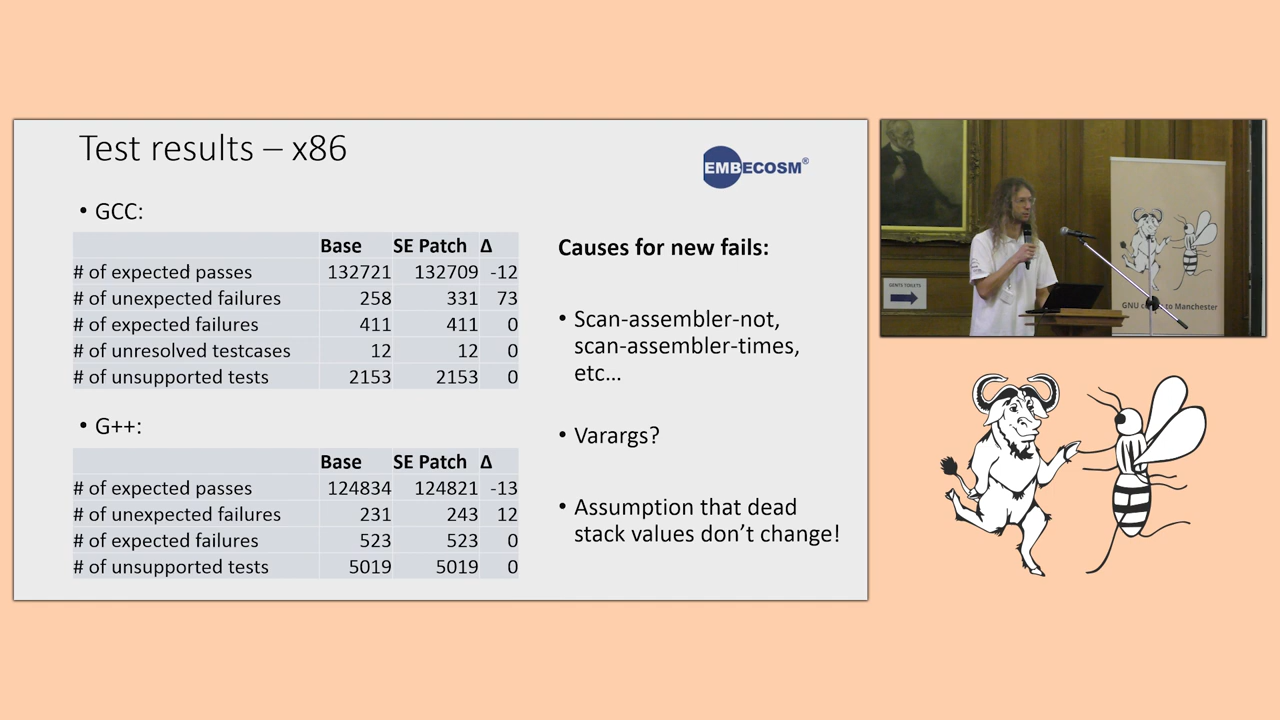 Test results – x86
EMBECOSM®
• GCC:
Base SE Patch Δ
# of expected passes 132721 132709 -12
# of unexpected failures 258 331 73
# of expected failures 411 411 0
# of unresolved testcases 12 12 0
# of unsupported tests 2153 2153 0
• G++:
Base SE Patch Δ
# of expected passes 124834 124821 -13
# of unexpected failures 231 243 12
# of expected failures 523 523 0
# of unsupported tests 5019 5019 0
Causes for new fails:
• Scan-assembler-not,
scan-assembler-times,
etc…
• Varargs?
• Assumption that dead
stack values don’t change!
GENTS TOILETS
to Manchester